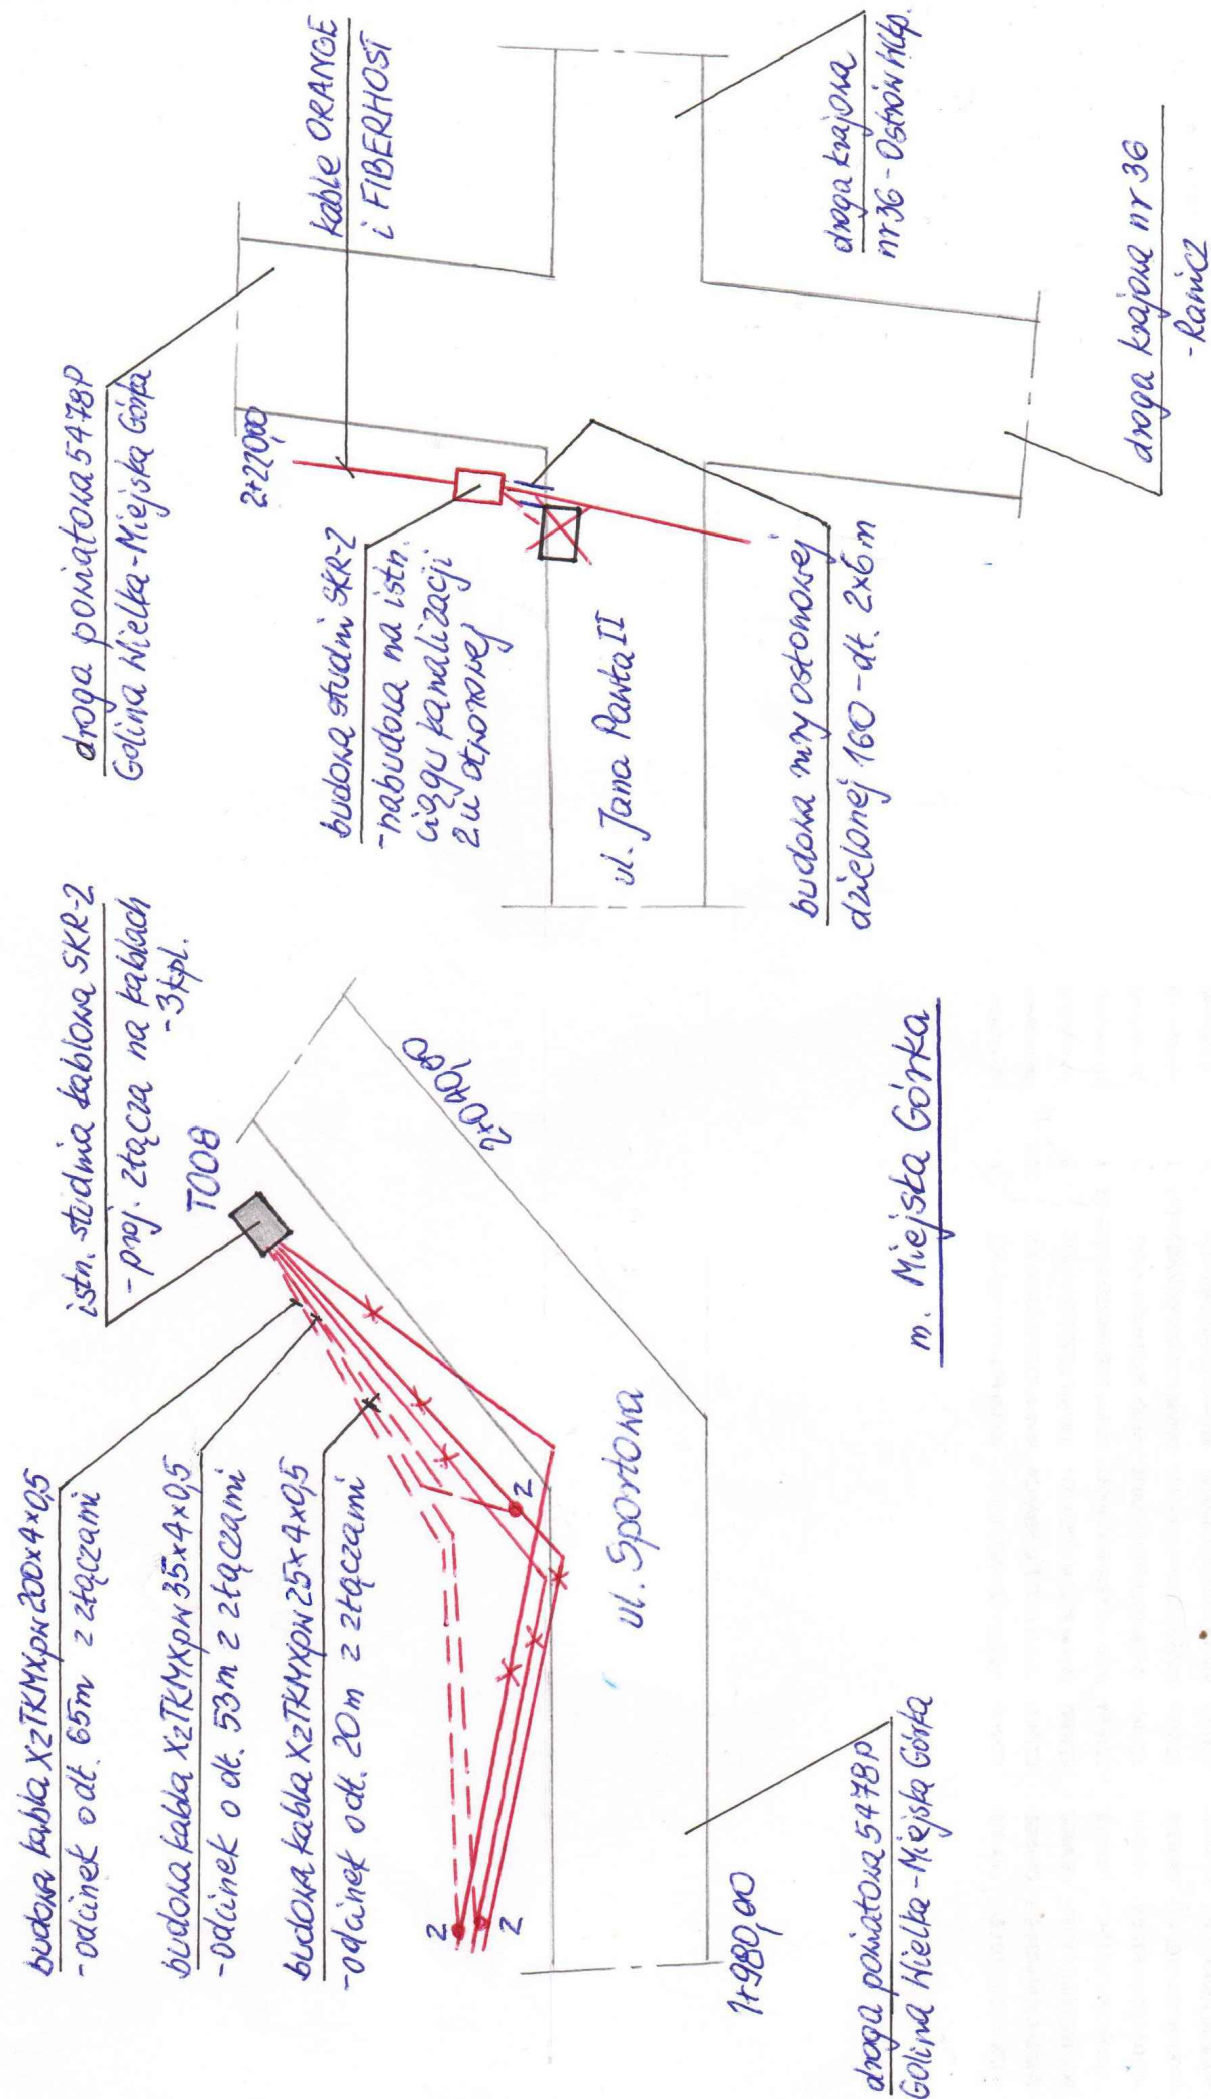 budowa kabla XzTKMXpw 200x4x0,5
-odcinek o dł. 65m z złączami
budowa kabla XzTKMXpw 35x4x0,5
-odcinek o dł. 53m z złączami
budowa kabla XzTKMXpw 25x4x0,5
-odcinek o dł. 20m z złączami
2
2
2
istn. studnia kablowa SKR-2
- proj. złącza na kablach
-3kpl.
T008
2+040,00
ul. Sportowa
1+980,00
droga powiatowa 5478P
Golina Wielka-Miejska Górka
m. Miejska Górka
droga powiatowa 5478P
Golina Wielka-Miejska Górka
2+220,00
kable ORANGE
i FIBERHOST
budowa studni SKR-2
-nabudowa na istn.
ciągu kanalizacji
2u otworowej
ul. Jana Pawła II
budowa rury osłonowej
dzielonej 160-dł. 2x6m
droga krajowa
nr 36-Ostrów Wlkp.
droga krajowa nr 36
-Rawicz